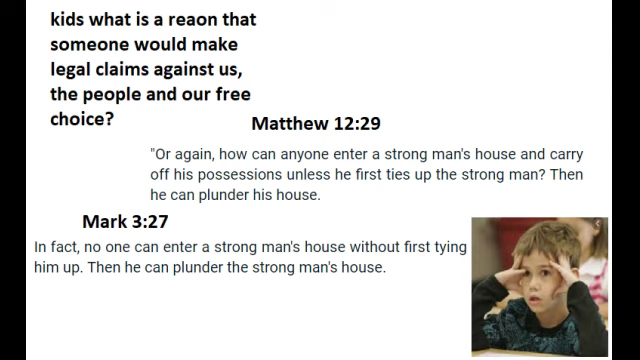 kids what is a reaon that
someone would make
legal claims against us,
the people and our free
choice?
Matthew 12:29
"Or again, how can anyone enter a strong man's house and carry
off his possessions unless he first ties up the strong man? Then
he can plunder his house.
Mark 3:27
In fact, no one can enter a strong man's house without first tying
him up. Then he can plunder the strong man's house.